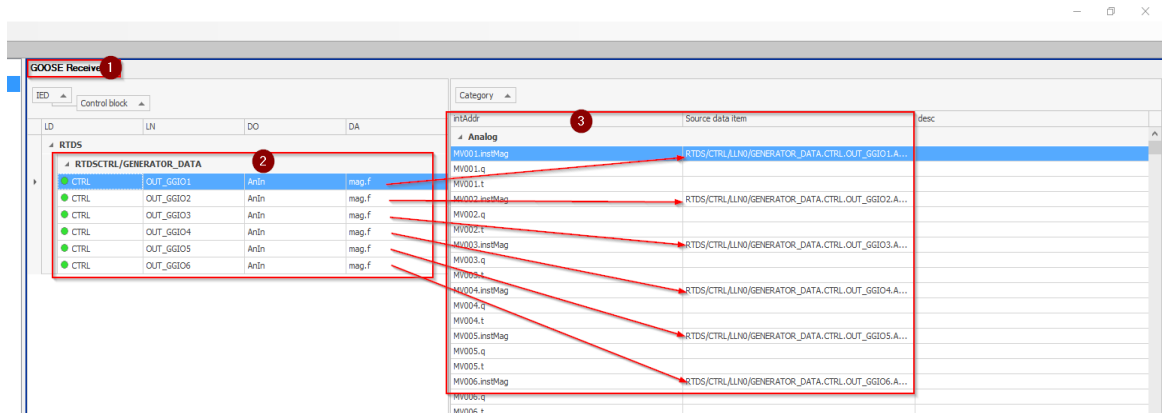 GOOSE Receive 1
IED
Control block
Category
LD LN DO DA
intAddr 3 Source data item desc
RTDS
Analog
RTDSCTRL/GENERATOR_DATA 2
MV001.instMag RTDS/CTRL/LLN0/GENERATOR_DATA.CTRL.OUT_GGIO1.A...
MV001.q
CTRL OUT_GGIO1 AnIn mag.f
MV001.t
CTRL OUT_GGIO2 AnIn mag.f
MV002.instMag RTDS/CTRL/LLN0/GENERATOR_DATA.CTRL.OUT_GGIO2.A...
MV002.q
CTRL OUT_GGIO3 AnIn mag.f
MV002.t
CTRL OUT_GGIO4 AnIn mag.f
MV003.instMag RTDS/CTRL/LLN0/GENERATOR_DATA.CTRL.OUT_GGIO3.A...
CTRL OUT_GGIO5 AnIn mag.f
MV003.q
CTRL OUT_GGIO6 AnIn mag.f
MV003.t
MV004.instMag RTDS/CTRL/LLN0/GENERATOR_DATA.CTRL.OUT_GGIO4.A...
MV004.q
MV004.t
MV005.instMag RTDS/CTRL/LLN0/GENERATOR_DATA.CTRL.OUT_GGIO5.A...
MV005.q
MV005.t
MV006.instMag RTDS/CTRL/LLN0/GENERATOR_DATA.CTRL.OUT_GGIO6.A...
MV006.q
MV006.t